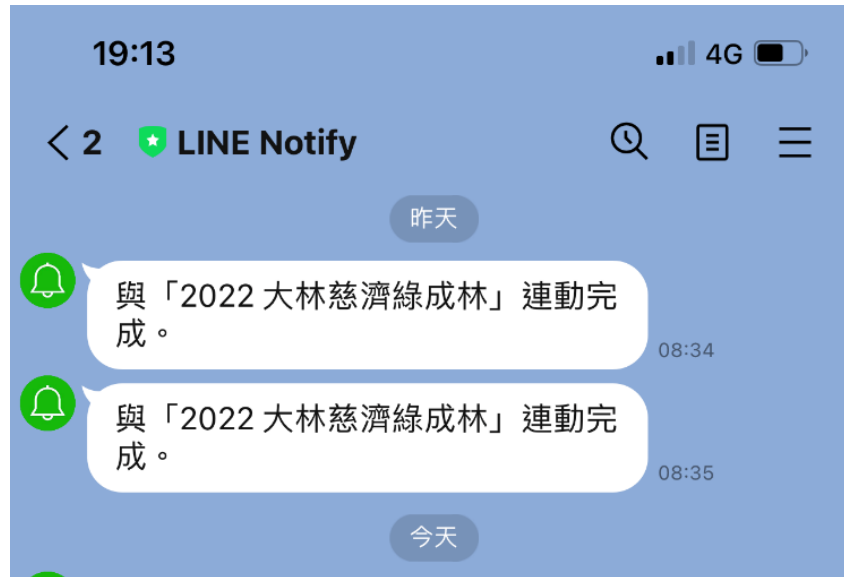 19:13 4G
2 LINE Notify
昨天
與「2022 大林慈濟綠成林」連動完
成。
08:34
與「2022 大林慈濟綠成林」連動完
成。
08:35
今天